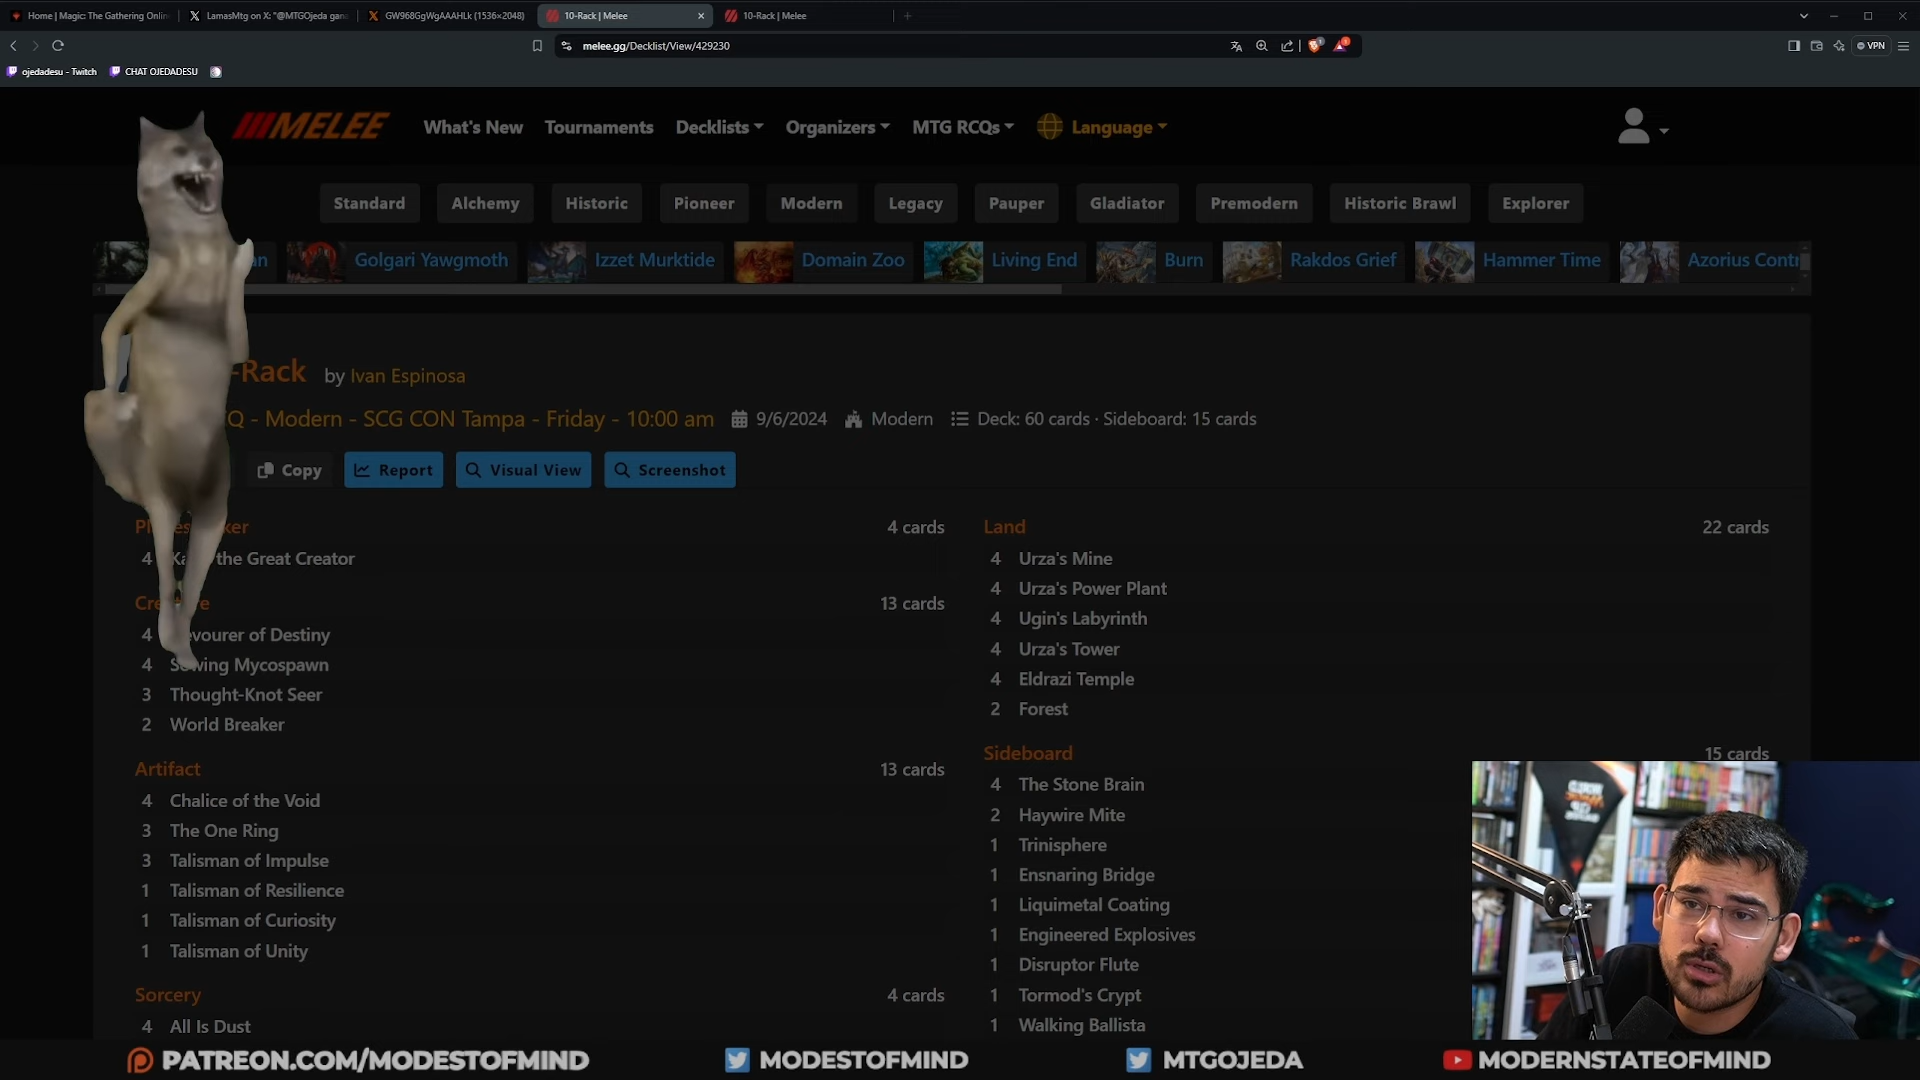 Home | Magic: The Gathering Onlin
LamasMtg on X: "@MTGOjeda gana
GW968GgWgAAAHLk (1536×2048)
10-Rack | Melee
10-Rack | Melee
melee.gg/Decklist/View/429230
VPN
ojedadesu - Twitch
CHAT OJEDADESU
MELEE
What's New
Tournaments
Decklists
Organizers
MTG RCQs
Language
Standard
Alchemy
Historic
Pioneer
Modern
Legacy
Pauper
Gladiator
Premodern
Historic Brawl
Explorer
an
Golgari Yawgmoth
Izzet Murktide
Domain Zoo
Living End
Burn
Rakdos Grief
Hammer Time
Azorius Contr
-Rack by Ivan Espinosa
Q - Modern - SCG CON Tampa - Friday - 10:00 am 9/6/2024 Modern Deck: 60 cards · Sideboard: 15 cards
Copy
Report
Visual View
Screenshot
4 cards
4 the Great Creator
13 cards
4 vourer of Destiny
4 Sowing Mycospawn
3 Thought-Knot Seer
2 World Breaker
Artifact 13 cards
4 Chalice of the Void
3 The One Ring
3 Talisman of Impulse
1 Talisman of Resilience
1 Talisman of Curiosity
1 Talisman of Unity
Sorcery 4 cards
4 All Is Dust
Land 22 cards
4 Urza's Mine
4 Urza's Power Plant
4 Ugin's Labyrinth
4 Urza's Tower
4 Eldrazi Temple
2 Forest
Sideboard 15 cards
4 The Stone Brain
2 Haywire Mite
1 Trinisphere
1 Ensnaring Bridge
1 Liquimetal Coating
1 Engineered Explosives
1 Disruptor Flute
1 Tormod's Crypt
1 Walking Ballista
PATREON.COM/MODESTOFMIND
MODESTOFMIND
MTGOJEDA
MODERNSTATEOFMIND